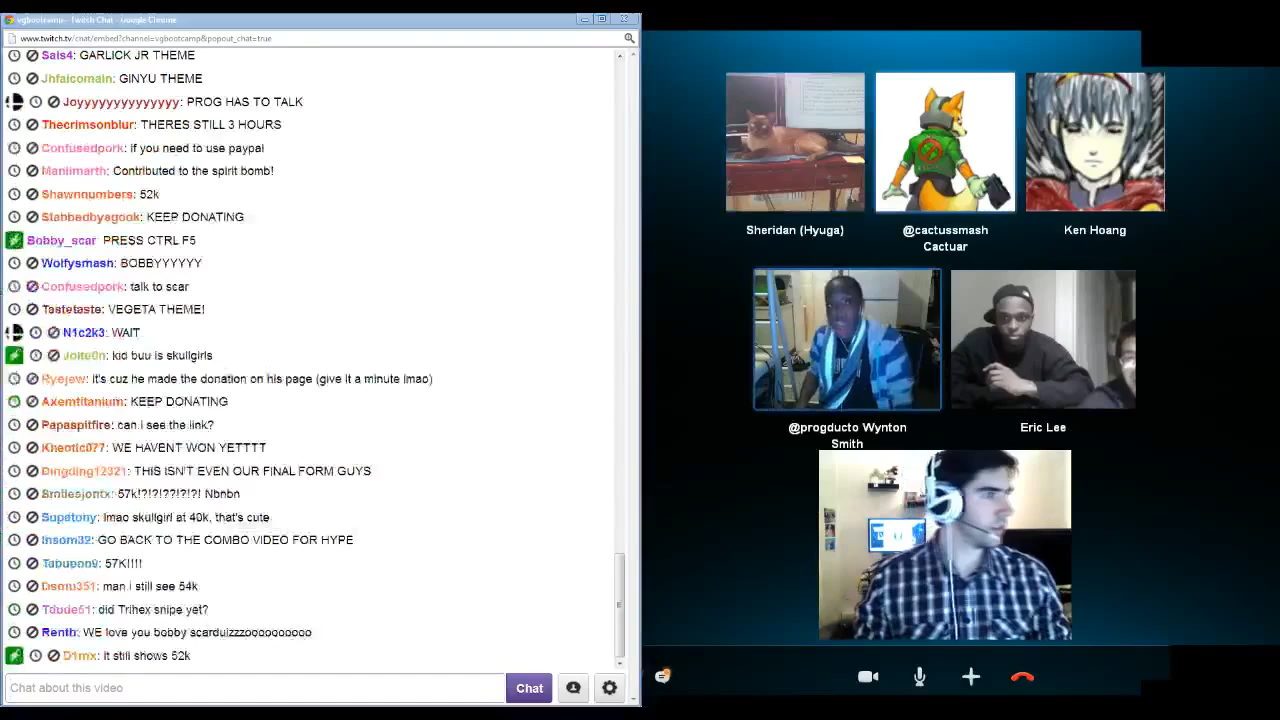 vgbootcamp - Twitch Chat - Google Chrome
www.twitch.tv/chat/embed?channel=vgbootcamp&popout_chat=true
Sais4: GARLICK JR THEME
Jhfalcomain: GINYU THEME
Joyyyyyyyyyyyyyyy: PROG HAS TO TALK
Thecrimsonblur: THERES STILL 3 HOURS
Confusedpork: if you need to use paypal
Contributed to the spirit bomb!
Shawnnumbers: 52k
KEEP DONATING
Bobby_scar PRESS CTRL F5
Wolfysmash: BOBBYYYYYY
Confusedpork: talk to scar
Tastetaste: VEGETA THEME!
N1c2k3: WAIT
kid buu is skullgirls
Ryejew: it's cuz he made the donation on his page (give it a minute lmao)
Axemtitanium: KEEP DONATING
Papaspitfire: can i see the link?
WE HAVENT WON YETTTT
Dingding12321: THIS ISN'T EVEN OUR FINAL FORM GUYS
57k!?!?!??!?!?! Nbnbn
lmao skullgirl at 40k, that's cute
Insom32: GO BACK TO THE COMBO VIDEO FOR HYPE
57K!!!!
man i still see 54k
did Trihex snipe yet?
Renth: WE love you bobby scarduizzzoooooooooo
D1mx: it still shows 52k
Chat about this video
Chat
Sheridan (Hyuga)
@cactussmash
Cactuar
Ken Hoang
@progducto Wynton
Smith
Eric Lee